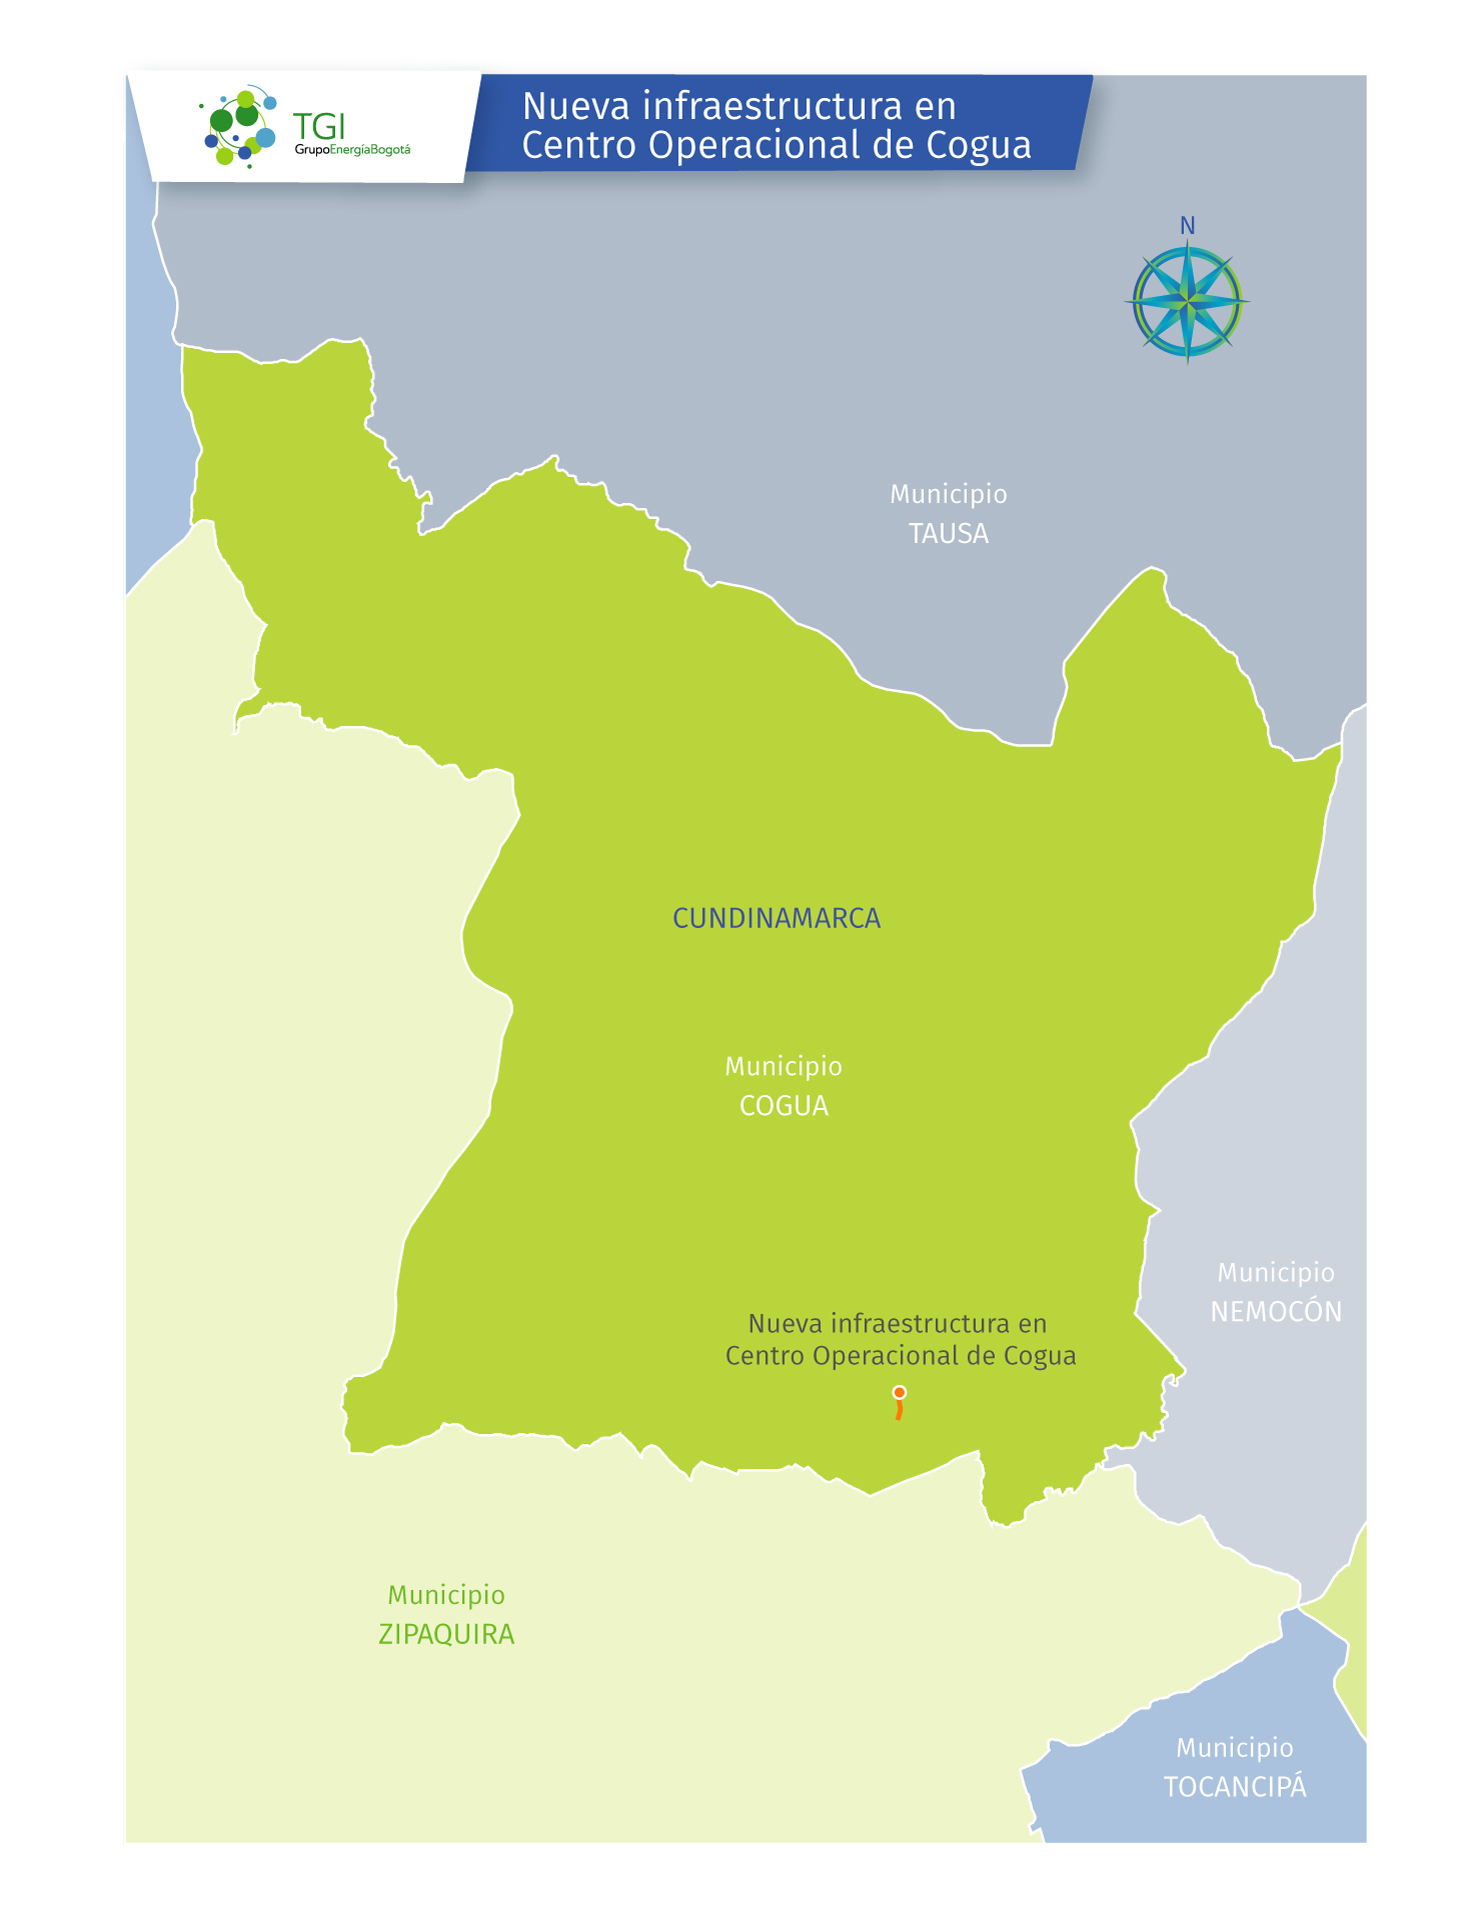 TGI
GrupoEnergíaBogotá
Nueva infraestructura en
Centro Operacional de Cogua
N
Municipio
TAUSA
CUNDINAMARCA
Municipio
COGUA
Municipio
NEMOCÓN
Nueva infraestructura en
Centro Operacional de Cogua
Municipio
ZIPAQUIRA
Municipio
TOCANCIPÁ